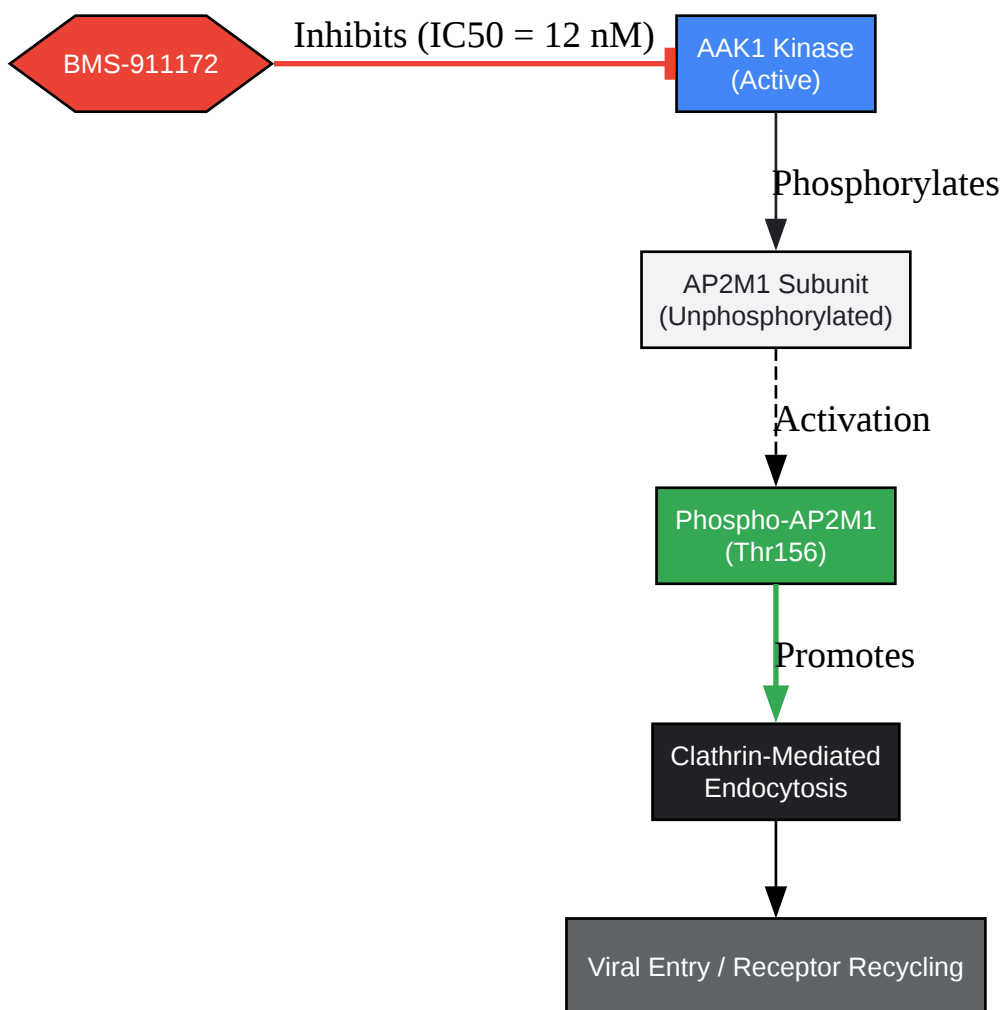 BMS-911172
Inhibits (IC50 = 12 nM)
AAK1 Kinase
(Active)
Phosphorylates
AP2M1 Subunit
(Unphosphorylated)
Activation
Phospho-AP2M1
(Thr156)
Promotes
Clathrin-Mediated
Endocytosis
Viral Entry / Receptor Recycling